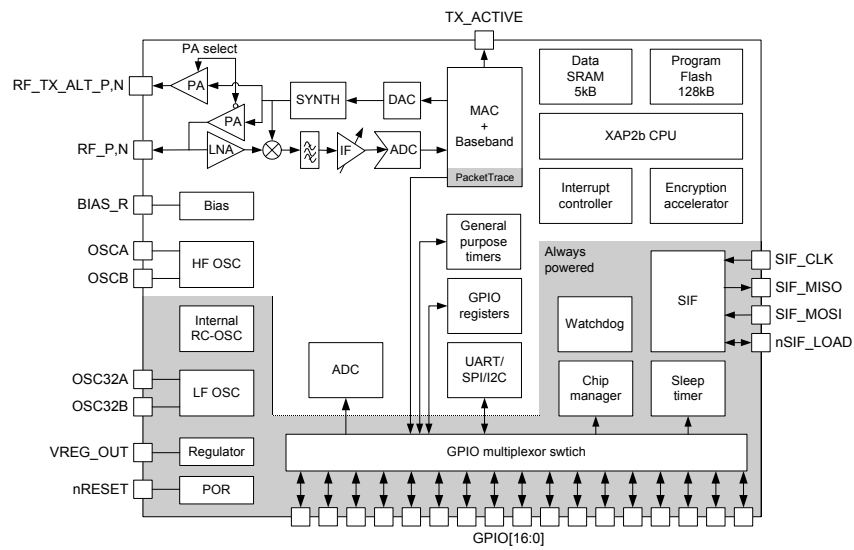 TX_ACTIVE
PA select
RF_TX_ALT_P,N
PA
SYNTH
DAC
MAC
+
Baseband
PacketTrace
Data
SRAM
5kB
Program
Flash
128kB
PA
RF_P,N
LNA
IF
ADC
XAP2b CPU
Interrupt
controller
Encryption
accelerator
BIAS_R
Bias
OSCA
OSCB
HF OSC
General
purpose
timers
Always
powered
SIF_CLK
SIF_MISO
SIF_MOSI
nSIF_LOAD
SIF
GPIO
registers
Watchdog
Internal
RC-OSC
OSC32A
OSC32B
LF OSC
ADC
UART/
SPI/I2C
Chip
manager
Sleep
timer
VREG_OUT
Regulator
GPIO multiplexor swtich
nRESET
POR
GPIO[16:0]